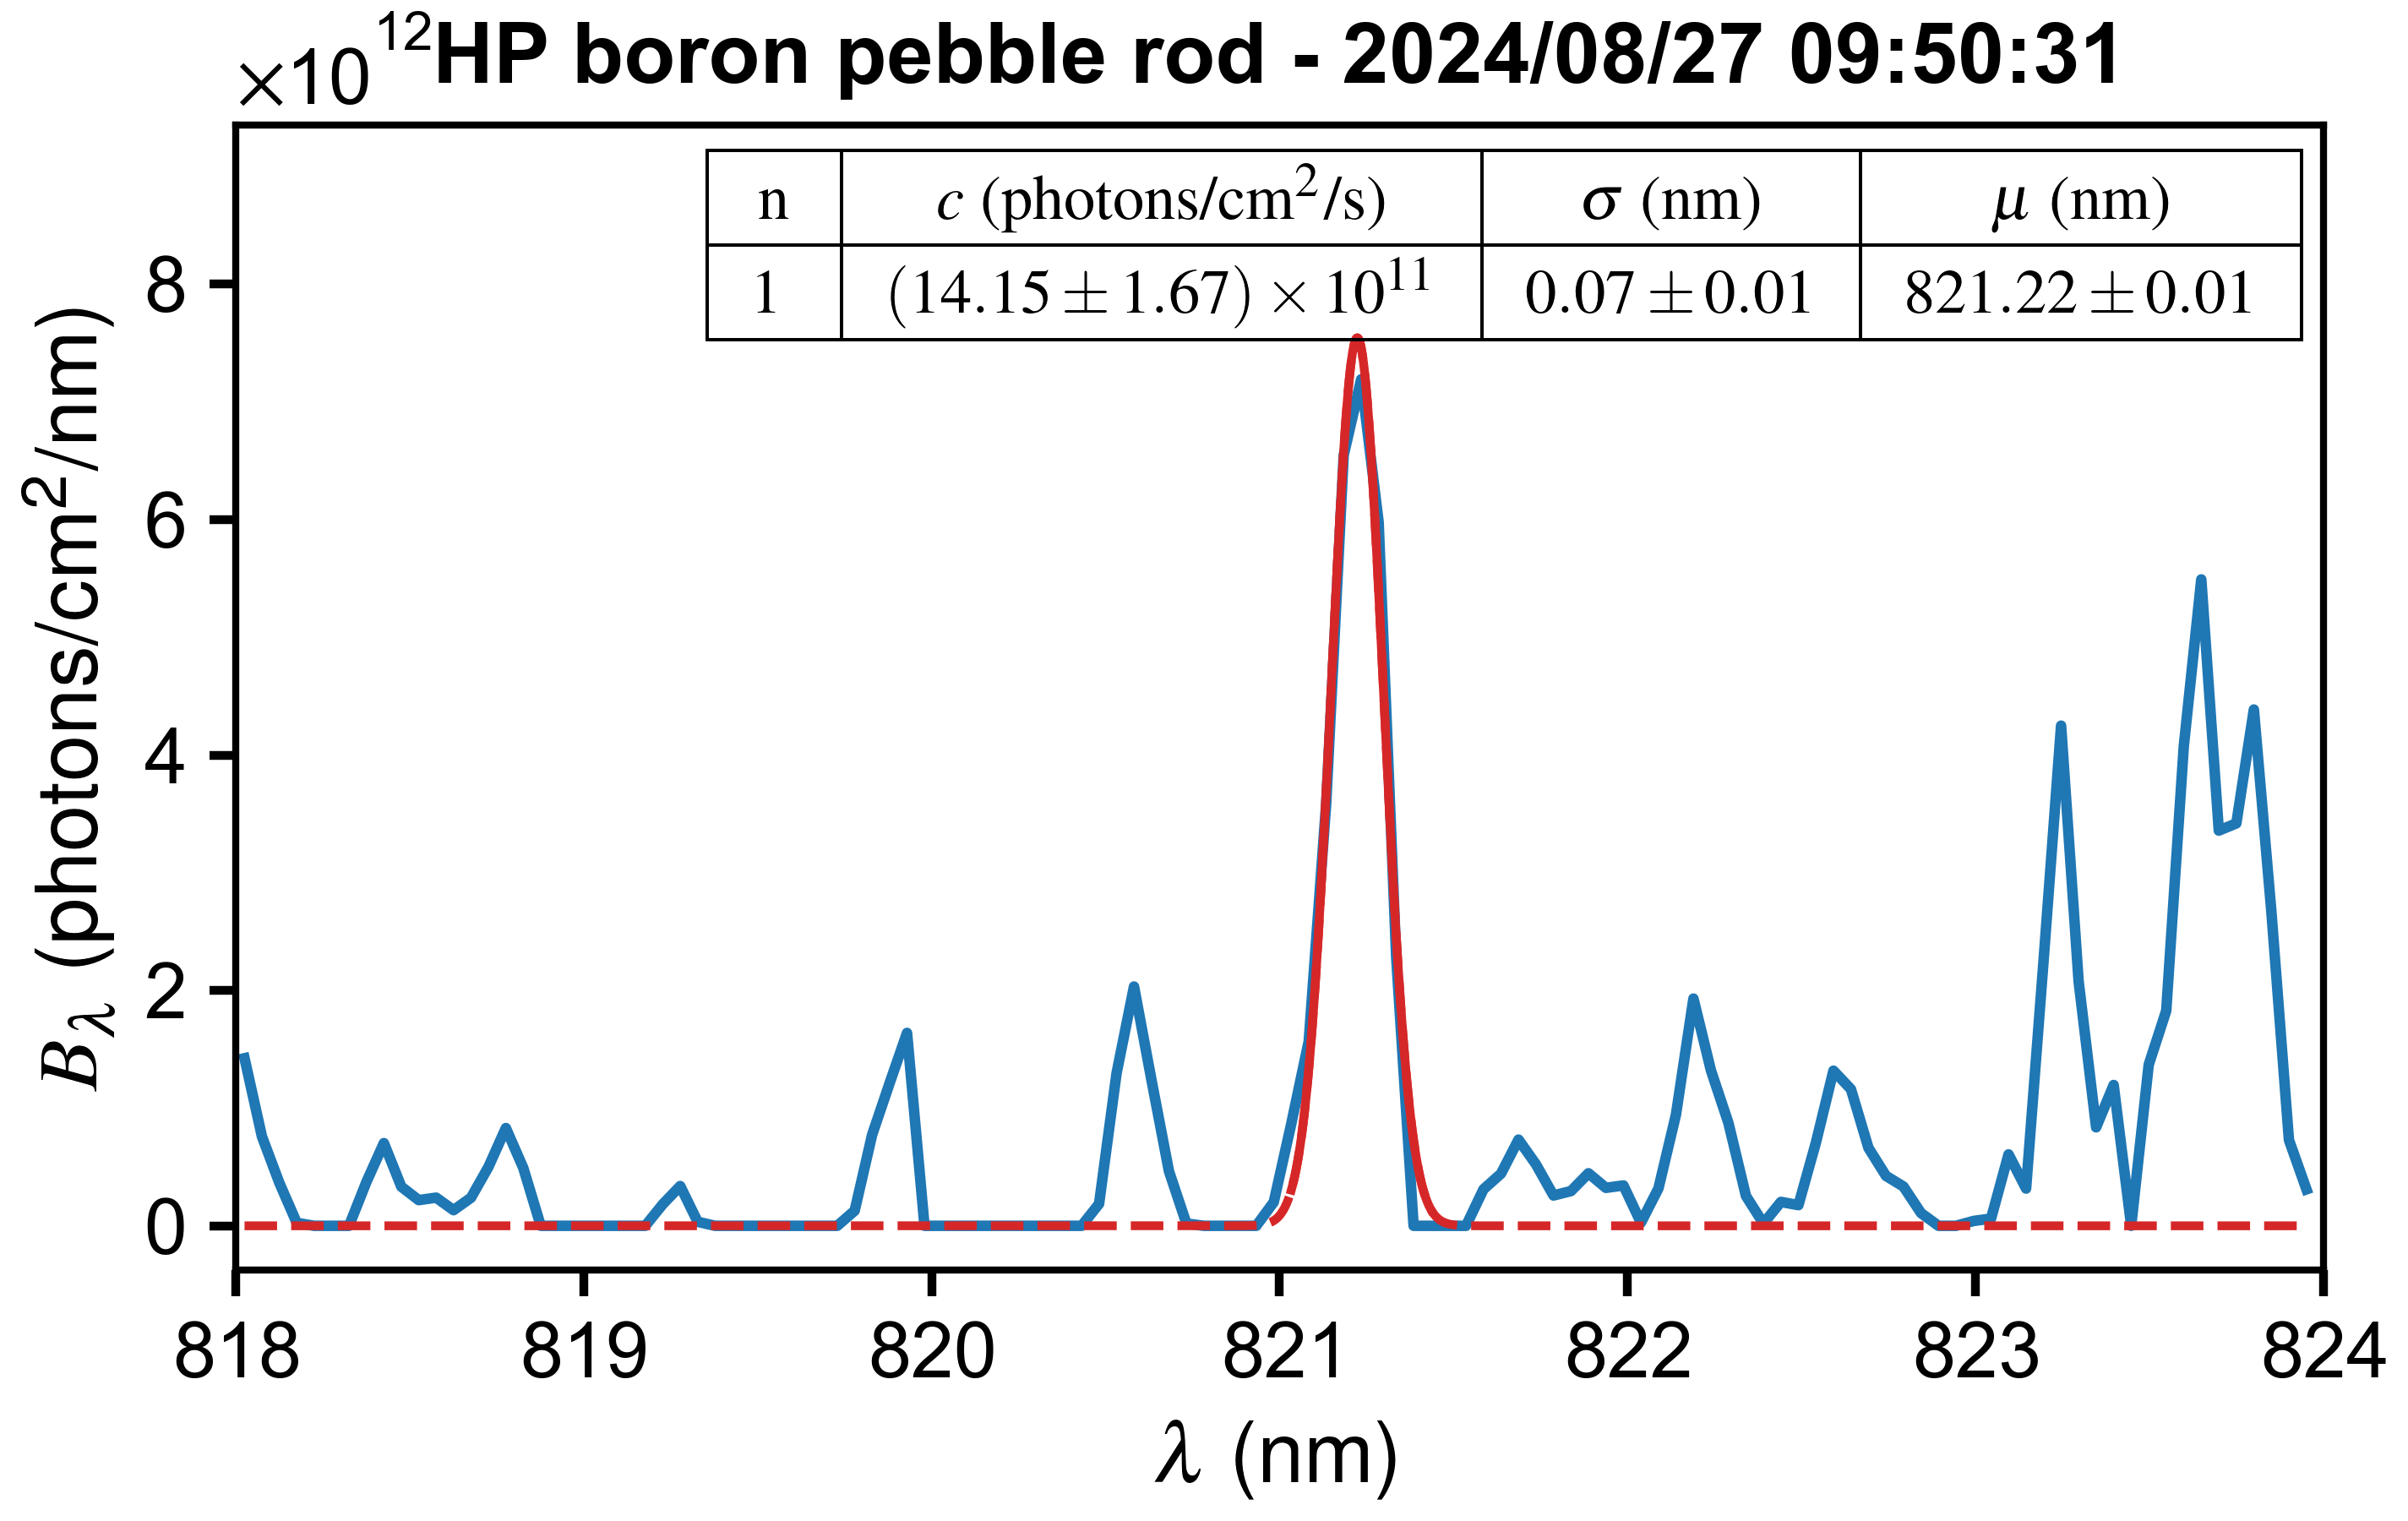 ×10¹²
HP boron pebble rod - 2024/08/27 09:50:31
n c (photons/cm²/s) σ (nm) μ (nm)
1 (14.15 ± 1.67) × 10¹¹ 0.07 ± 0.01 821.22 ± 0.01
B_λ (photons/cm²/nm)
8
6
4
2
0
818 819 820 821 822 823 824
λ (nm)